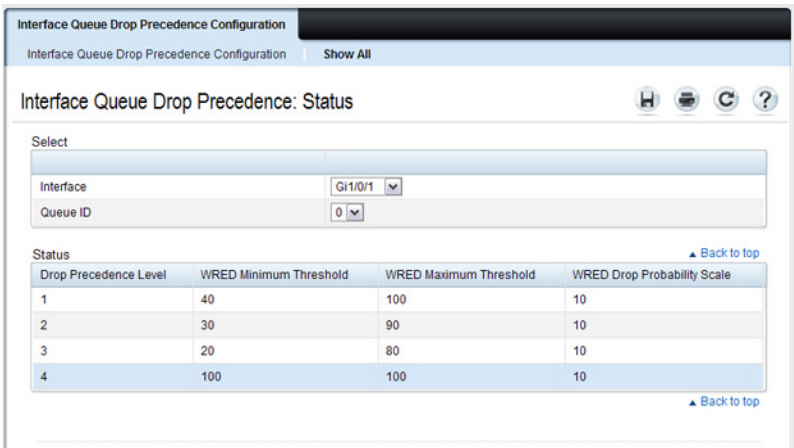 Interface Queue Drop Precedence Configuration
Interface Queue Drop Precedence Configuration Show All
Interface Queue Drop Precedence: Status
Select
Interface Gi1/0/1
Queue ID 0
Status Back to top
Drop Precedence Level WRED Minimum Threshold WRED Maximum Threshold WRED Drop Probability Scale
1 40 100 10
2 30 90 10
3 20 80 10
4 100 100 10
Back to top